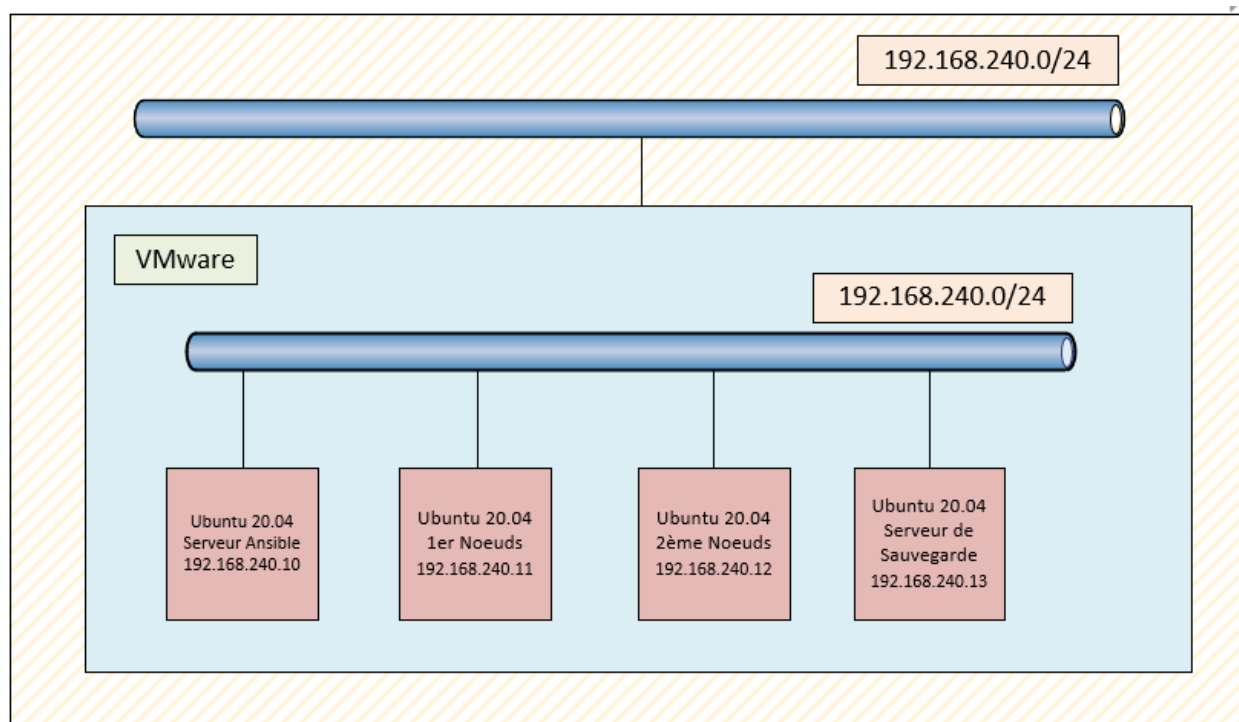 192.168.240.0/24
VMware
192.168.240.0/24
Ubuntu 20.04
Serveur Ansible
192.168.240.10
Ubuntu 20.04
1er Noeuds
192.168.240.11
Ubuntu 20.04
2ème Noeuds
192.168.240.12
Ubuntu 20.04
Serveur de
Sauvegarde
192.168.240.13